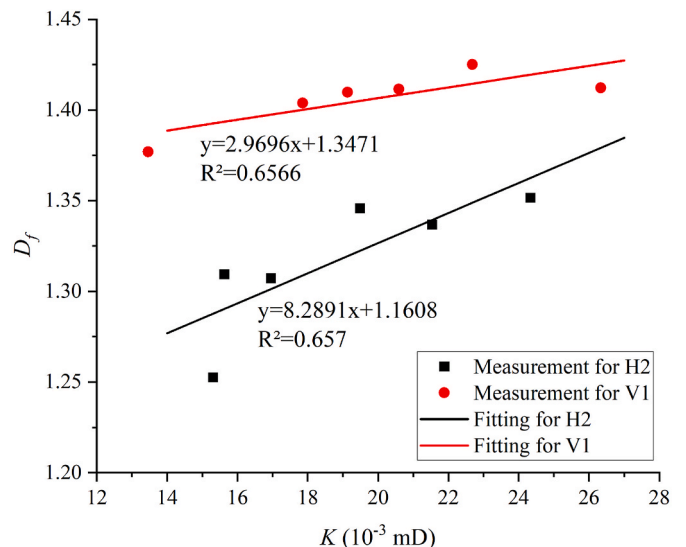 1.45
1.40
1.35
1.30
1.25
1.20
D_f
y=2.9696x+1.3471
R²=0.6566
y=8.2891x+1.1608
R²=0.657
Measurement for H2
Measurement for V1
Fitting for H2
Fitting for V1
12 14 16 18 20 22 24 26 28
K (10⁻³ mD)